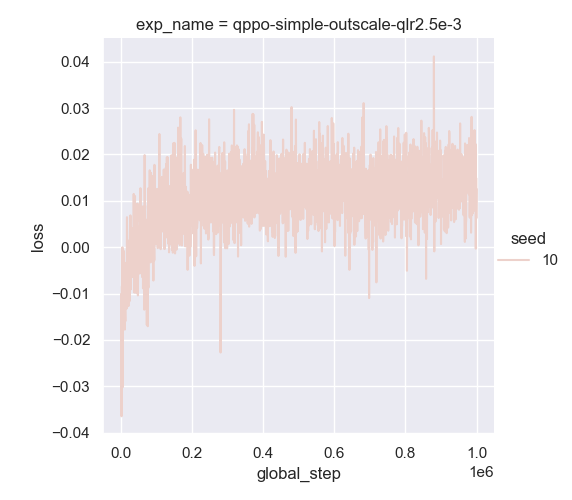 exp_name = qppo-simple-outscale-qlr2.5e-3
0.04
0.03
0.02
0.01
0.00
−0.01
−0.02
−0.03
−0.04
loss
seed
10
0.0 0.2 0.4 0.6 0.8 1.0
1e6
global_step